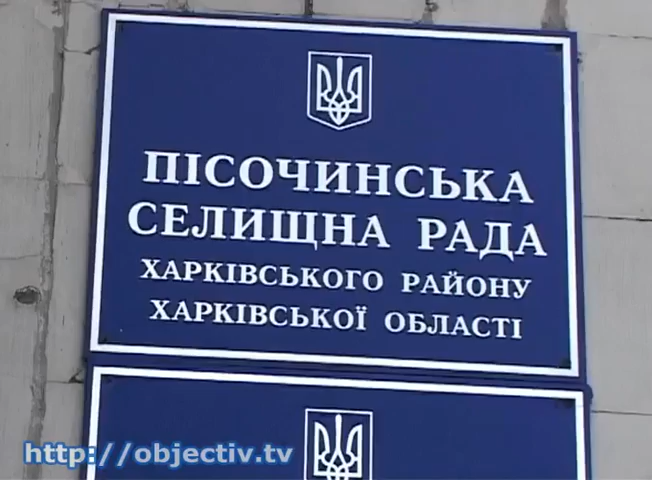 ПІСОЧИНСЬКА
СЕЛИЩНА РАДА
ХАРКІВСЬКОГО РАЙОНУ
ХАРКІВСЬКОЇ ОБЛАСТІ
http://objectiv.tv